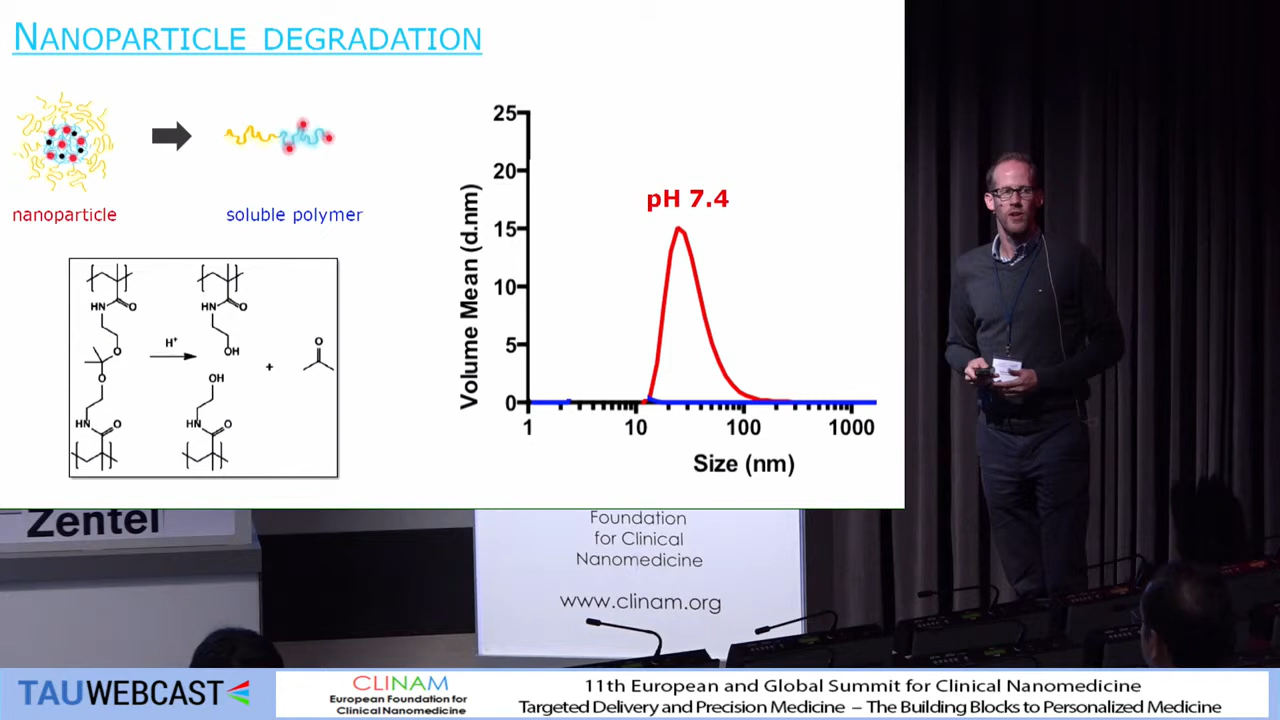 NANOPARTICLE DEGRADATION
nanoparticle
soluble polymer
HN
O
O
O
HN
O
H+
HN
O
OH
OH
HN
O
+
O
Volume Mean (d.nm)
25
20
15
10
5
0
pH 7.4
1
10
100
1000
Size (nm)
Zentel
Foundation
for Clinical
Nanomedicine
www.clinam.org
TAUWEBCAST
CLINAM
European Foundation for
Clinical Nanomedicine
11th European and Global Summit for Clinical Nanomedicine
Targeted Delivery and Precision Medicine – The Building Blocks to Personalized Medicine